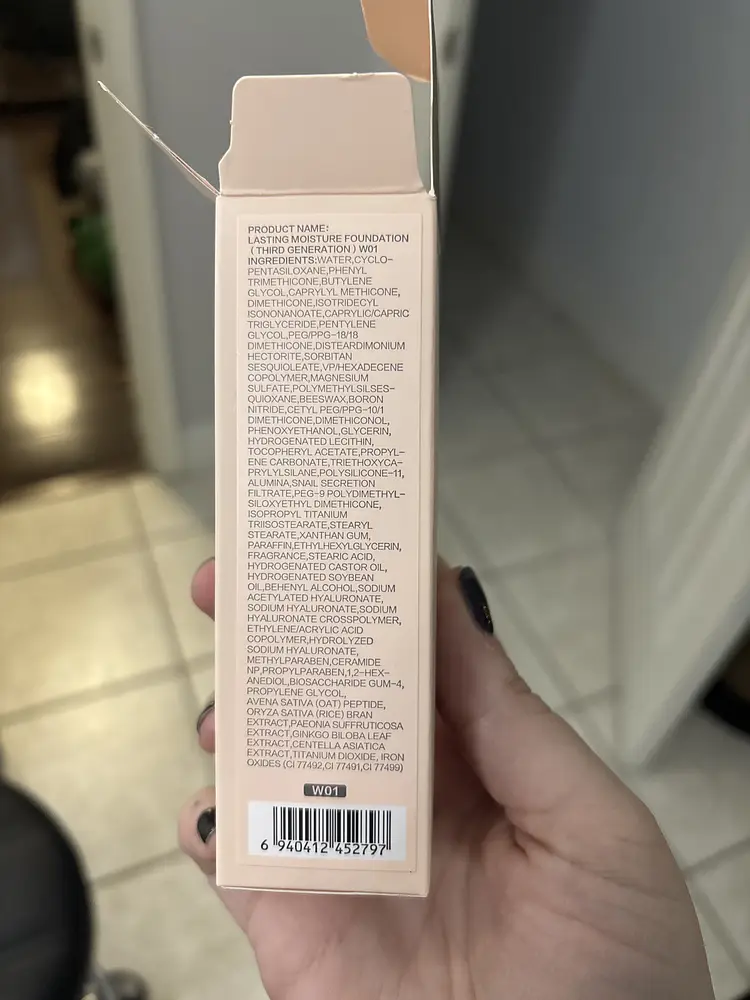 PRODUCT NAME:
LASTING MOISTURE FOUNDATION
(THIRD GENERATION) W01
INGREDIENTS:WATER,CYCLO-
PENTASILOXANE,PHENYL
TRIMETHICONE,BUTYLENE
GLYCOL,CAPRYLYL METHICONE,
DIMETHICONE,ISOTRIDECYL
ISONONANOATE,CAPRYLIC/CAPRIC
TRIGLYCERIDE,PENTYLENE
GLYCOL,PEG/PPG-18/18
DIMETHICONE,DISTEARDIMONIUM
HECTORITE,SORBITAN
SESQUIOLEATE,VP/HEXADECENE
COPOLYMER,MAGNESIUM
SULFATE,POLYMETHYLSILSES-
QUIOXANE,BEESWAX,BORON
NITRIDE,CETYL PEG/PPG-10/1
DIMETHICONE,DIMETHICONOL,
PHENOXYETHANOL,GLYCERIN,
HYDROGENATED LECITHIN,
TOCOPHERYL ACETATE,PROPYL-
ENE CARBONATE,TRIETHOXYCA-
PRYLYLSILANE,POLYSILICONE-11,
ALUMINA,SNAIL SECRETION
FILTRATE,PEG-9 POLYDIMETHYL-
SILOXYETHYL DIMETHICONE,
ISOPROPYL TITANIUM
TRIISOSTEARATE,STEARYL
STEARATE,XANTHAN GUM,
PARAFFIN,ETHYLHEXYLGLYCERIN,
FRAGRANCE,STEARIC ACID,
HYDROGENATED CASTOR OIL,
HYDROGENATED SOYBEAN
OIL,BEHENYL ALCOHOL,SODIUM
ACETYLATED HYALURONATE,
SODIUM HYALURONATE,SODIUM
HYALURONATE CROSSPOLYMER,
ETHYLENE/ACRYLIC ACID
COPOLYMER,HYDROLYZED
SODIUM HYALURONATE,
METHYLPARABEN,CERAMIDE
NP,PROPYLPARABEN,1,2-HEX-
ANEDIOL,BIOSACCHARIDE GUM-4,
PROPYLENE GLYCOL,
AVENA SATIVA (OAT) PEPTIDE,
ORYZA SATIVA (RICE) BRAN
EXTRACT,PAEONIA SUFFRUTICOSA
EXTRACT,GINKGO BILOBA LEAF
EXTRACT,CENTELLA ASIATICA
EXTRACT,TITANIUM DIOXIDE, IRON
OXIDES (CI 77492,CI 77491,CI 77499)
W01
6 940412 452797